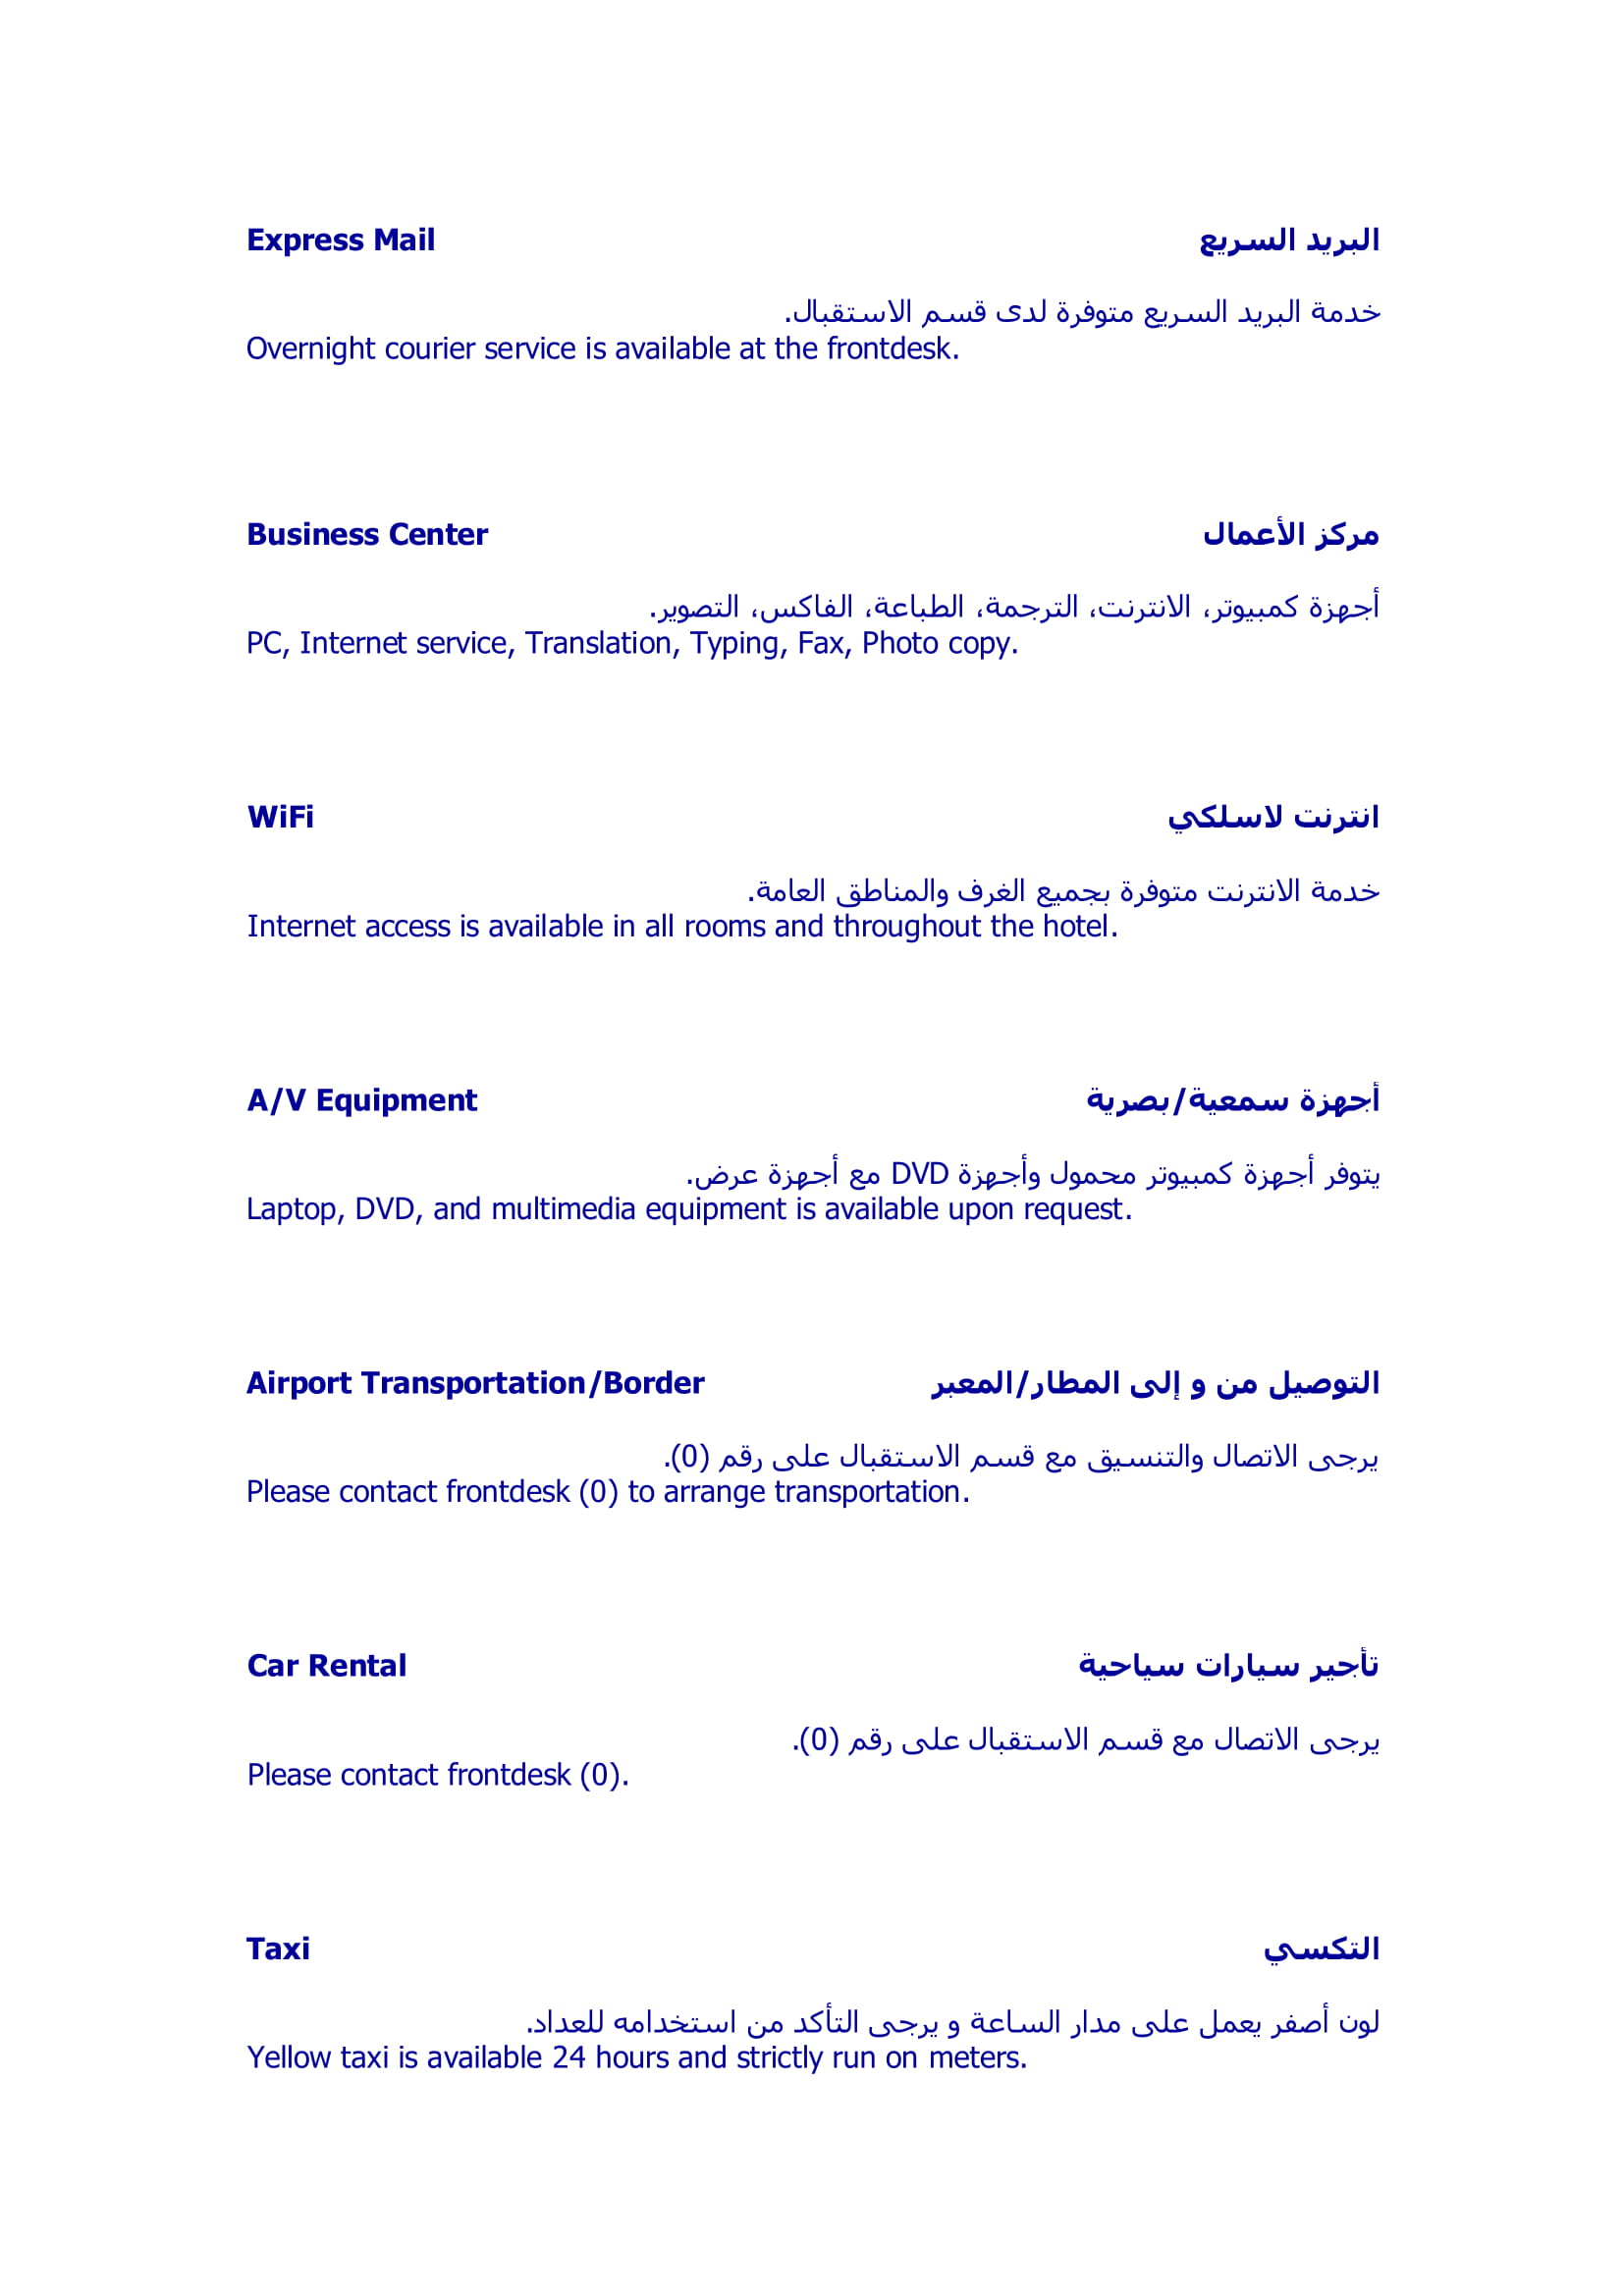 Express Mail البريد السريع
خدمة البريد السريع متوفرة لدى قسم الاستقبال.
Overnight courier service is available at the frontdesk.
Business Center مركز الأعمال
أجهزة كمبيوتر، الانترنت، الترجمة، الطباعة، الفاكس، التصوير.
PC, Internet service, Translation, Typing, Fax, Photo copy.
WiFi انترنت لاسلكي
خدمة الانترنت متوفرة بجميع الغرف والمناطق العامة.
Internet access is available in all rooms and throughout the hotel.
A/V Equipment أجهزة سمعية/بصرية
يتوفر أجهزة كمبيوتر محمول وأجهزة DVD مع أجهزة عرض.
Laptop, DVD, and multimedia equipment is available upon request.
Airport Transportation/Border التوصيل من و إلى المطار/المعبر
يرجى الاتصال والتنسيق مع قسم الاستقبال على رقم (0).
Please contact frontdesk (0) to arrange transportation.
Car Rental تأجير سيارات سياحية
يرجى الاتصال مع قسم الاستقبال على رقم (0).
Please contact frontdesk (0).
Taxi التكسي
لون أصفر يعمل على مدار الساعة و يرجى التأكد من استخدامه للعداد.
Yellow taxi is available 24 hours and strictly run on meters.